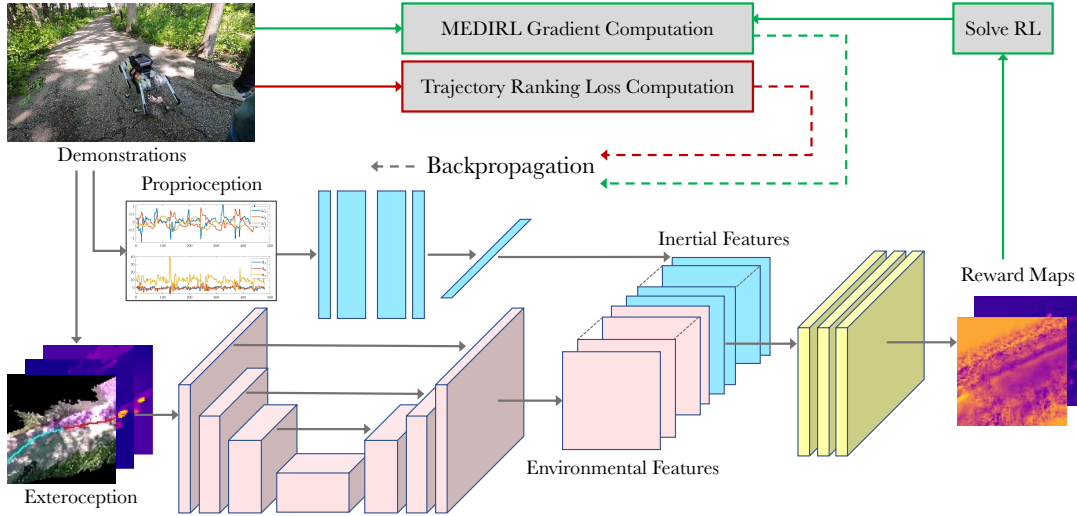 MEDIRL Gradient Computation
Solve RL
Trajectory Ranking Loss Computation
Demonstrations
Backpropagation
Proprioception
Inertial Features
Reward Maps
Environmental Features
Exteroception